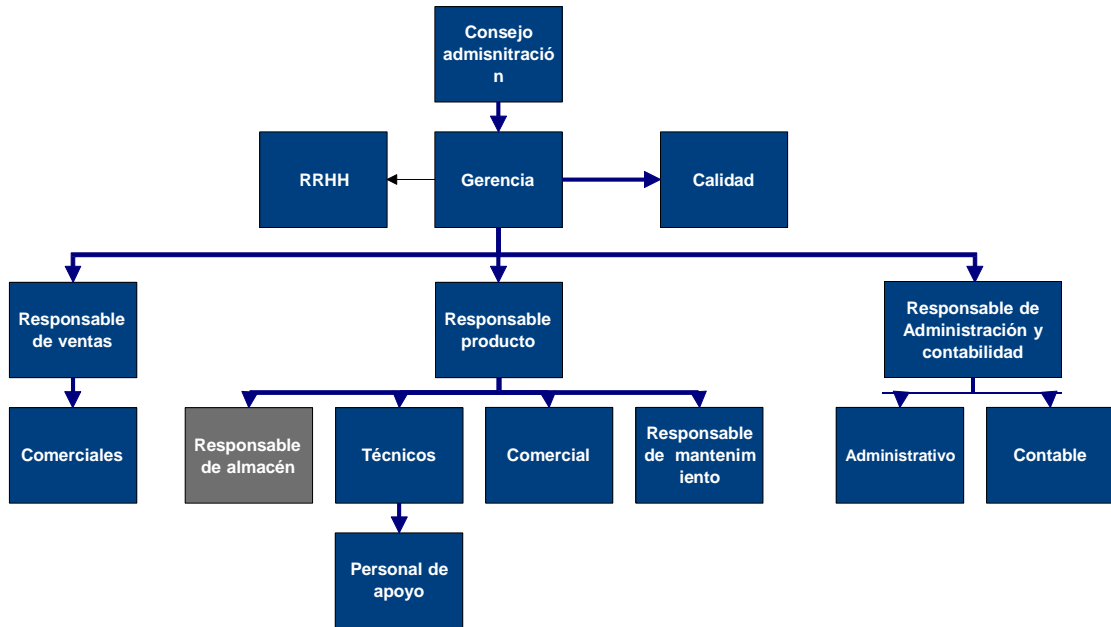 Consejo
admisnitració
n
RRHH
Gerencia
Calidad
Responsable
de ventas
Responsable
producto
Responsable de
Administración y
contabilidad
Comerciales
Responsable
de almacén
Técnicos
Comercial
Responsable
de mantenim
iento
Administrativo
Contable
Personal de
apoyo